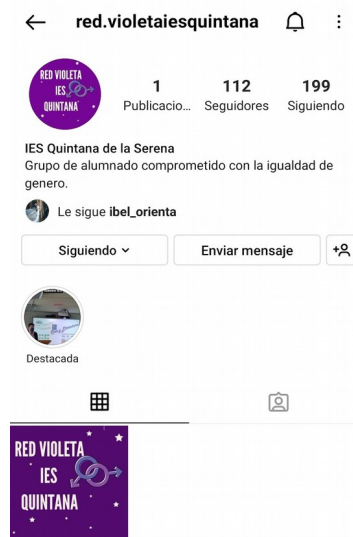 red.violetaiesquintana
RED VIOLETA
IES
QUINTANA
1 112 199
Publicacio... Seguidores Siguiendo
IES Quintana de la Serena
Grupo de alumnado comprometido con la igualdad de
genero.
Le sigue ibel_orienta
Siguiendo Enviar mensaje
Destacada
RED VIOLETA
IES
QUINTANA